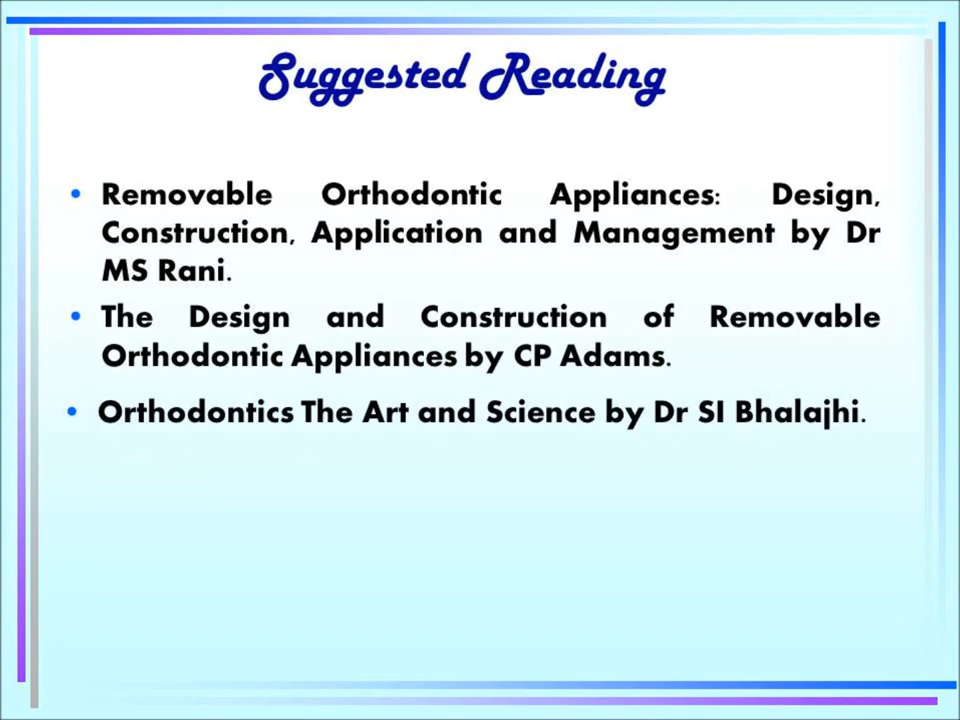 Suggested Reading
• Removable Orthodontic Appliances: Design,
Construction, Application and Management by Dr
MS Rani.
• The Design and Construction of Removable
Orthodontic Appliances by CP Adams.
• Orthodontics The Art and Science by Dr SI Bhalajhi.